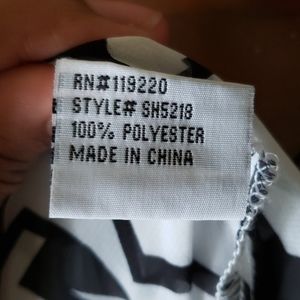 RN#119220
STYLE# SH5218
100% POLYESTER
MADE IN CHINA